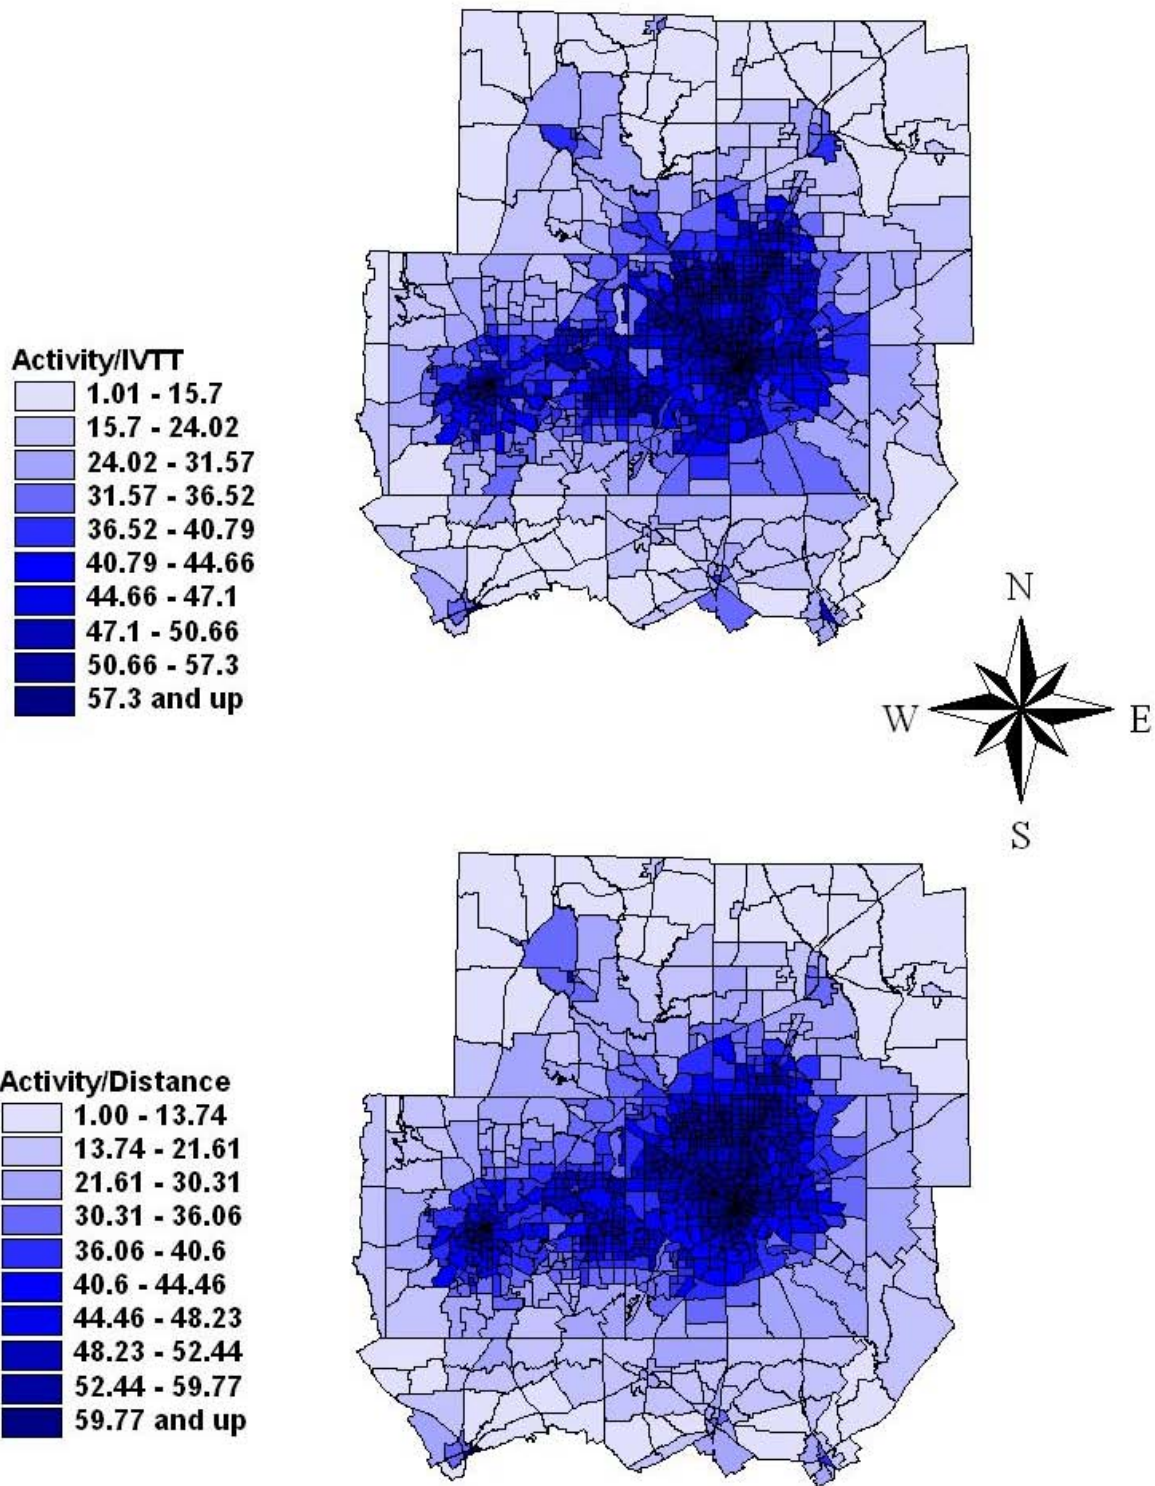 Activity/IVTT
1.01 - 15.7
15.7 - 24.02
24.02 - 31.57
31.57 - 36.52
36.52 - 40.79
40.79 - 44.66
44.66 - 47.1
47.1 - 50.66
50.66 - 57.3
57.3 and up
N
W E
S
Activity/Distance
1.00 - 13.74
13.74 - 21.61
21.61 - 30.31
30.31 - 36.06
36.06 - 40.6
40.6 - 44.46
44.46 - 48.23
48.23 - 52.44
52.44 - 59.77
59.77 and up